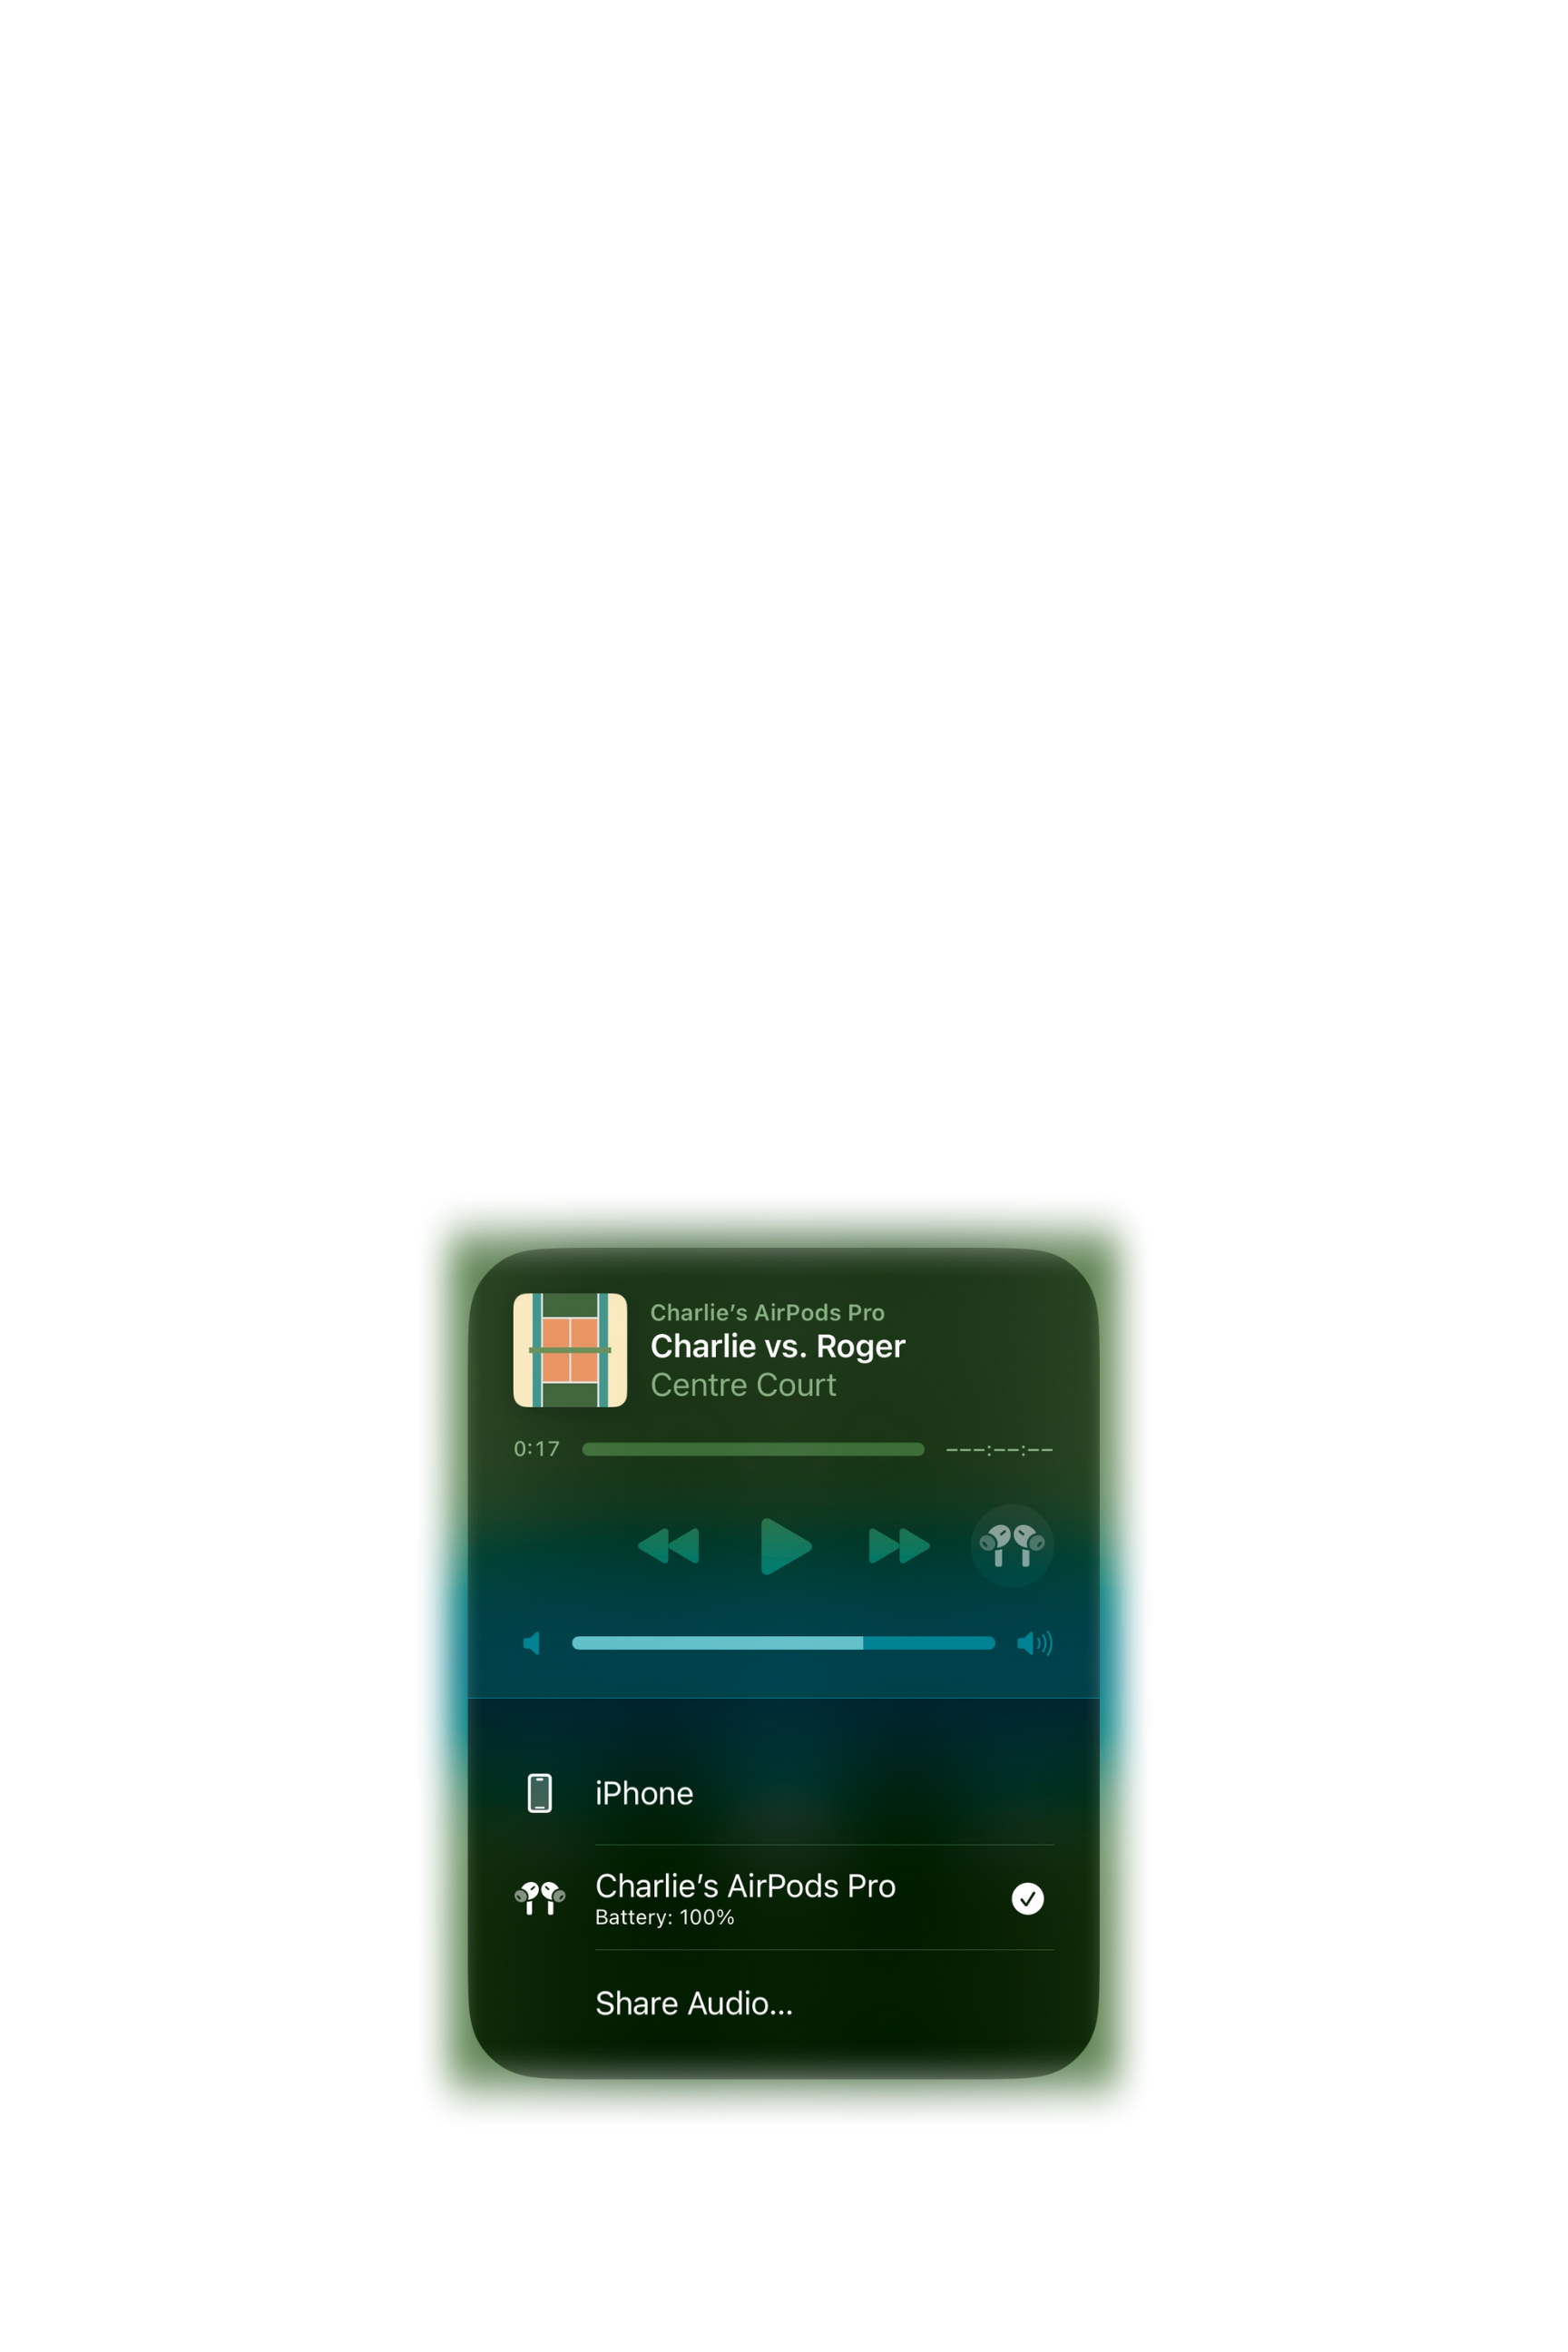 Charlie’s AirPods Pro
Charlie vs. Roger
Centre Court
0:17 ---:--:--
iPhone
Charlie’s AirPods Pro
Battery: 100%
Share Audio...